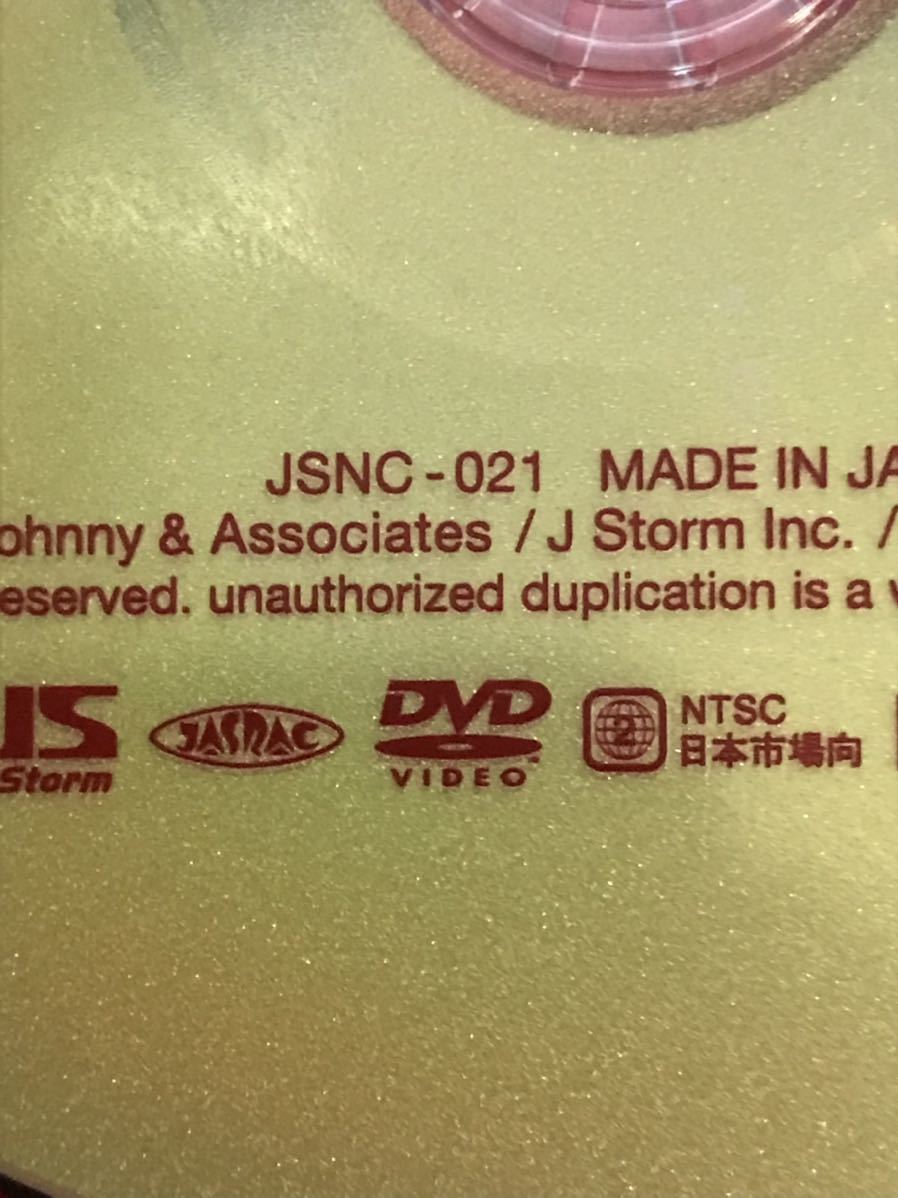 JSNC-021 MADE IN JA
ohnny & Associates / J Storm Inc. /
eserved. unauthorized duplication is a
JS Storm
JASRAC
DVD VIDEO
2
NTSC
日本市場向